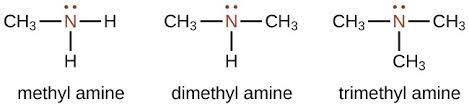 CH₃—N—H
H
methyl amine
CH₃—N—CH₃
H
dimethyl amine
CH₃—N—CH₃
CH₃
trimethyl amine